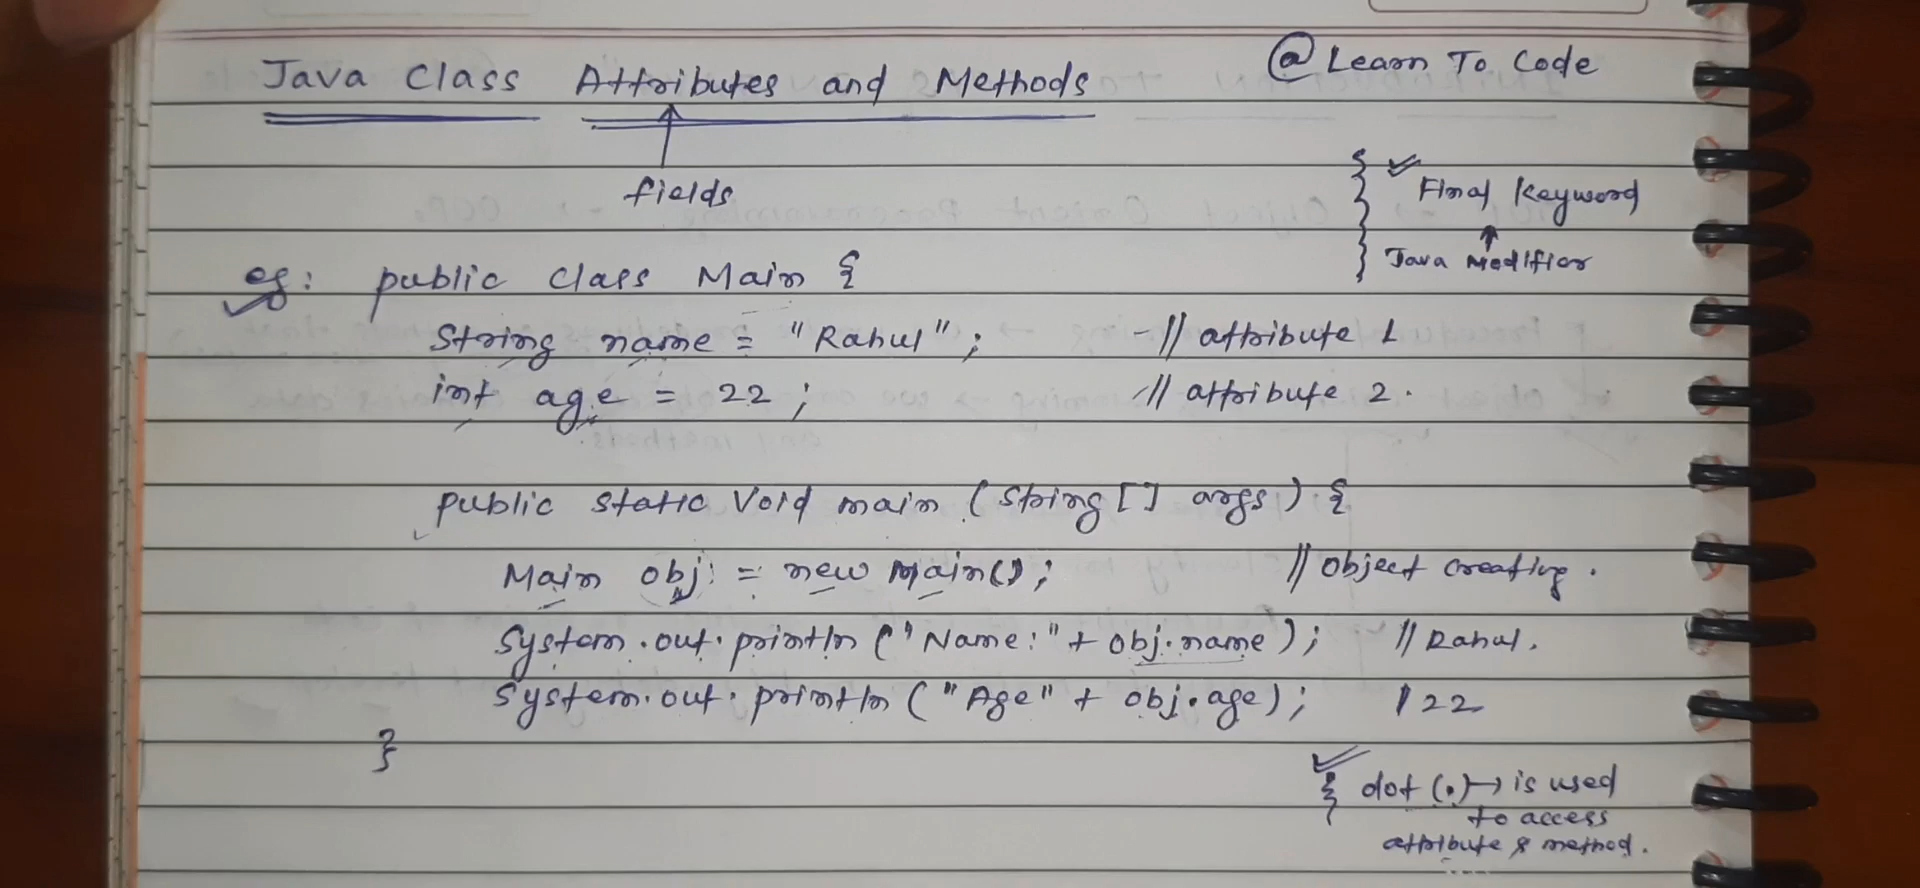 Java Class Attributes and Methods
@ Learn To Code
fields
Final Keyword
Java Modifier
eg: public class Main {
String name = "Rahul"; // attribute 1
int age = 22; // attribute 2.
public static void main (String [] args) {
Main obj = new Main(); // object creating.
System.out.println ("Name:" + obj.name); // Rahul.
System.out.println ("Age" + obj.age); / 22
}
dot (.) → is used
to access
attribute & method.